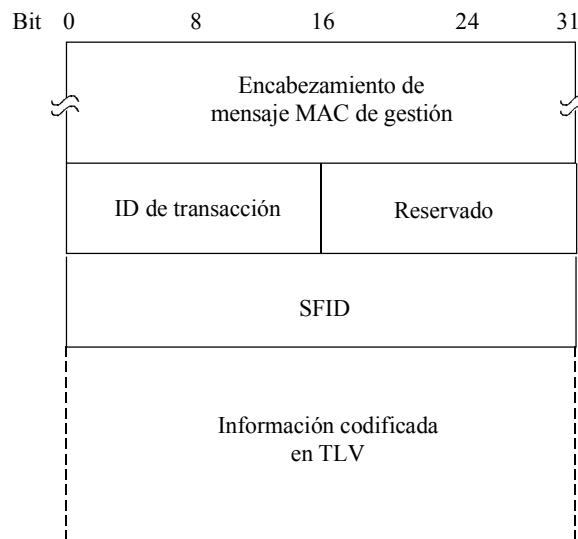 Bit 0 8 16 24 31
Encabezamiento de
mensaje MAC de gestión
ID de transacción Reservado
SFID
Información codificada
en TLV